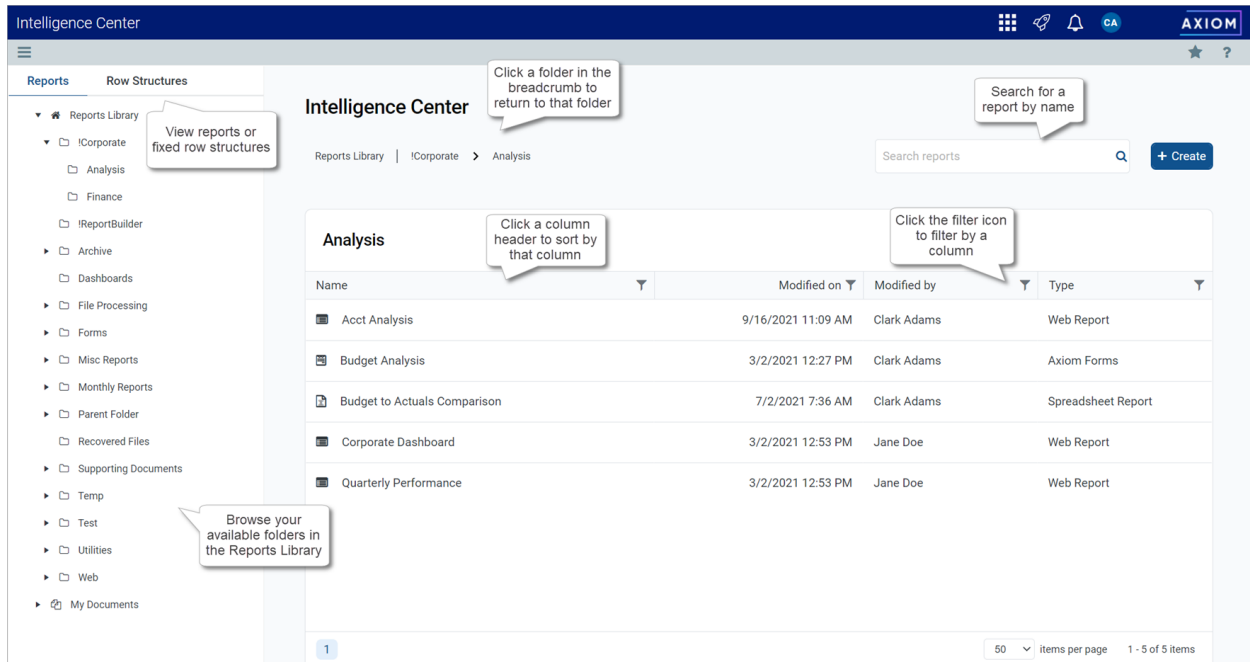 Intelligence Center
CA
AXIOM
?
Reports Row Structures
Reports Library
!Corporate
Analysis
Finance
!ReportBuilder
Archive
Dashboards
File Processing
Forms
Misc Reports
Monthly Reports
Parent Folder
Recovered Files
Supporting Documents
Temp
Test
Utilities
Web
My Documents
View reports or
fixed row structures
Browse your
available folders in
the Reports Library
Intelligence Center
Click a folder in the
breadcrumb to
return to that folder
Search for a
report by name
Reports Library | !Corporate > Analysis
Search reports
+ Create
Analysis
Click a column
header to sort by
that column
Click the filter icon
to filter by a
column
Name Modified on Modified by Type
Acct Analysis 9/16/2021 11:09 AM Clark Adams Web Report
Budget Analysis 3/2/2021 12:27 PM Clark Adams Axiom Forms
Budget to Actuals Comparison 7/2/2021 7:36 AM Clark Adams Spreadsheet Report
Corporate Dashboard 3/2/2021 12:53 PM Jane Doe Web Report
Quarterly Performance 3/2/2021 12:53 PM Jane Doe Web Report
1
50 items per page 1 - 5 of 5 items